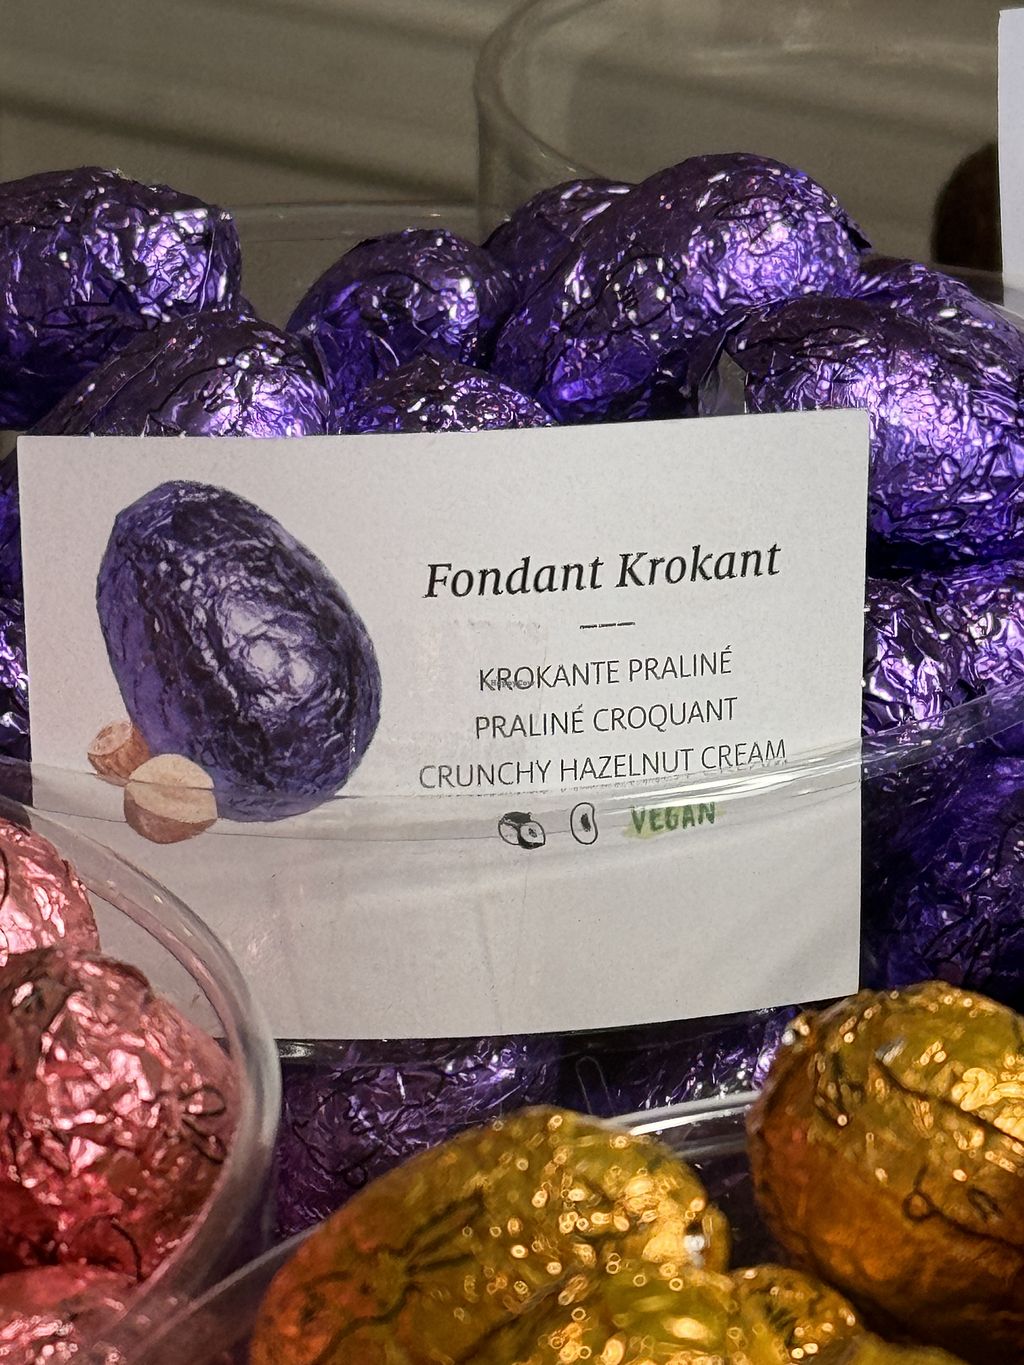 Fondant Krokant
KROKANTE PRALINÉ
PRALINÉ CROQUANT
CRUNCHY HAZELNUT CREAM
VEGAN